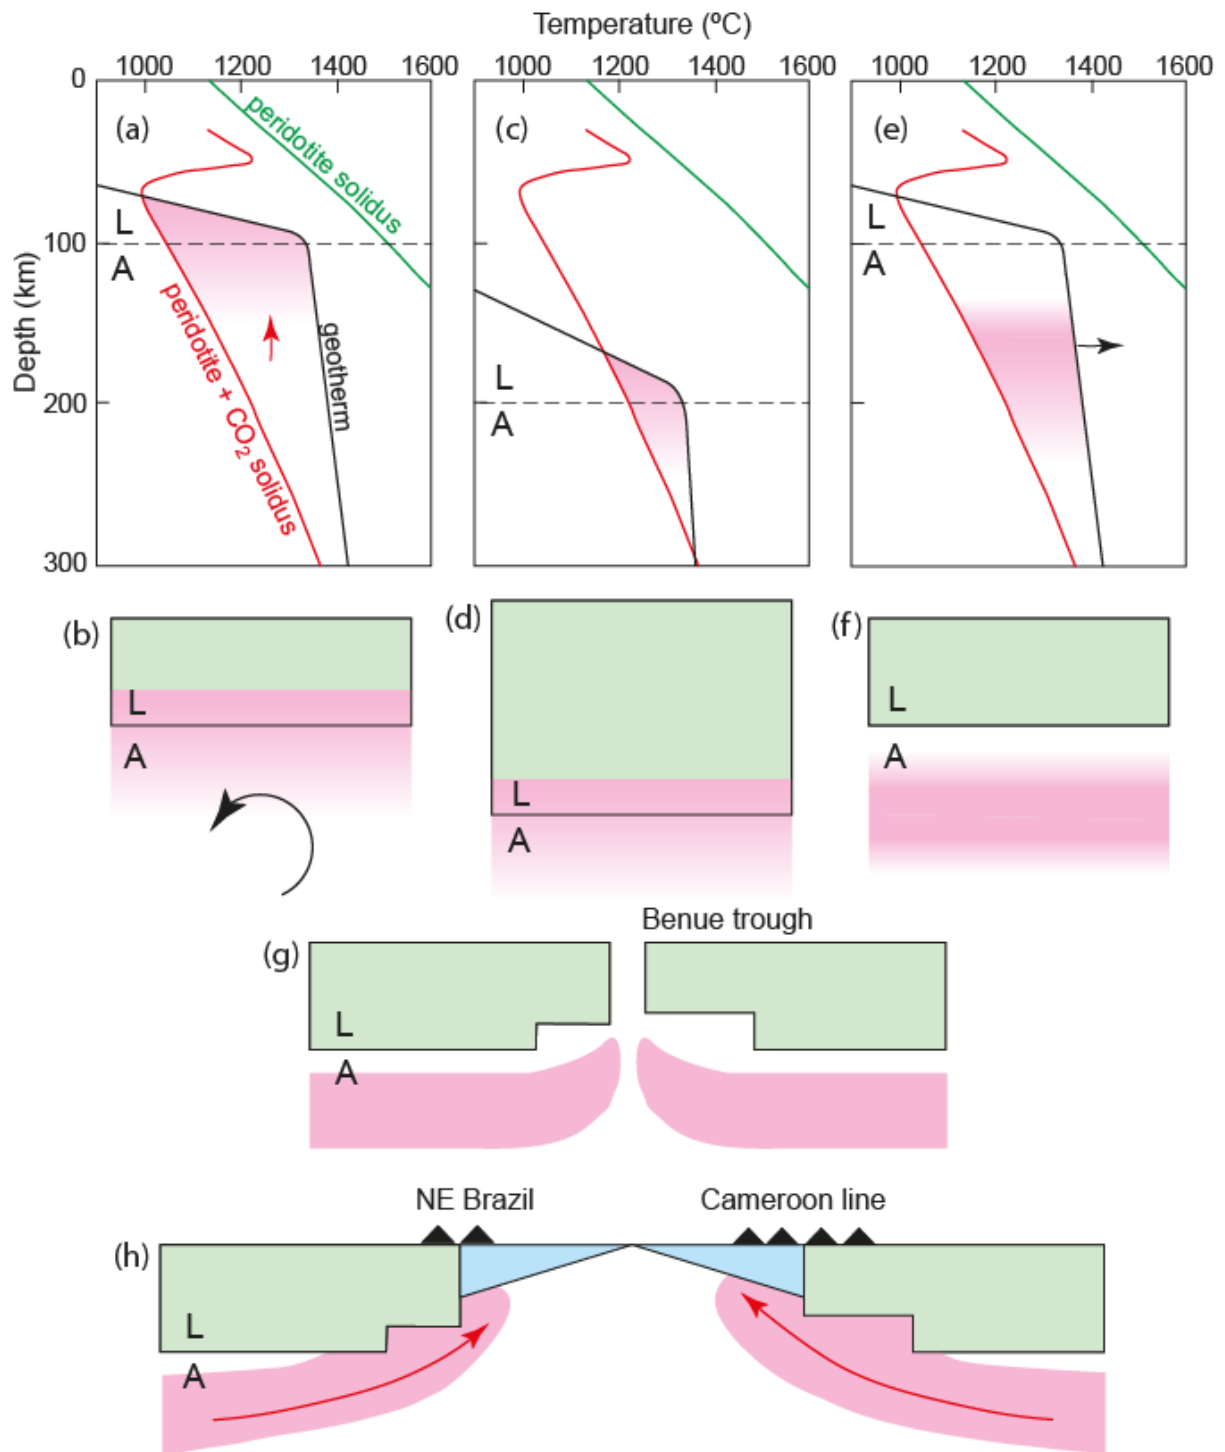 Temperature (ºC)
1000 1200 1400 1600 1000 1200 1400 1600 1000 1200 1400 1600
0
(a) peridotite solidus (c) (e)
L L
100
A A
peridotite + CO2 solidus
geotherm
Depth (km)
L
200
A
300
(b) (d) (f)
L L
A A
L
A
Benue trough
(g)
L
A
NE Brazil Cameroon line
(h)
L
A